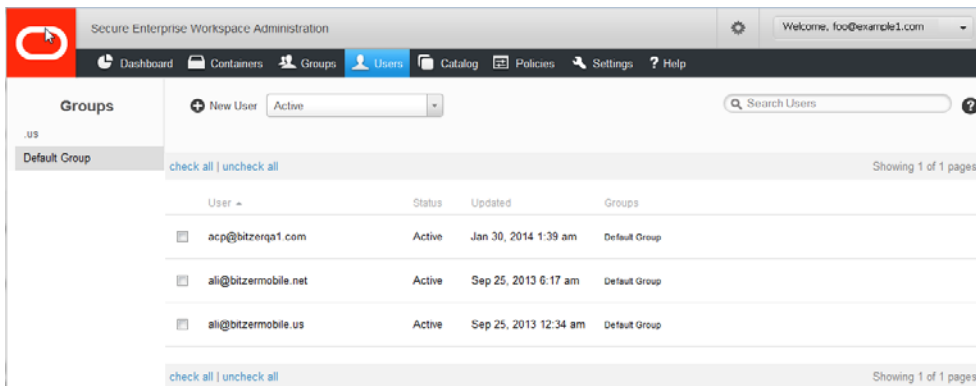 Secure Enterprise Workspace Administration
Welcome, foo@example1.com
Dashboard Containers Groups Users Catalog Policies Settings ? Help
Groups
.us
Default Group
New User Active
Search Users
?
check all | uncheck all Showing 1 of 1 pages
User Status Updated Groups
acp@bitzerqa1.com Active Jan 30, 2014 1:39 am Default Group
ali@bitzermobile.net Active Sep 25, 2013 6:17 am Default Group
ali@bitzermobile.us Active Sep 25, 2013 12:34 am Default Group
check all | uncheck all Showing 1 of 1 pages